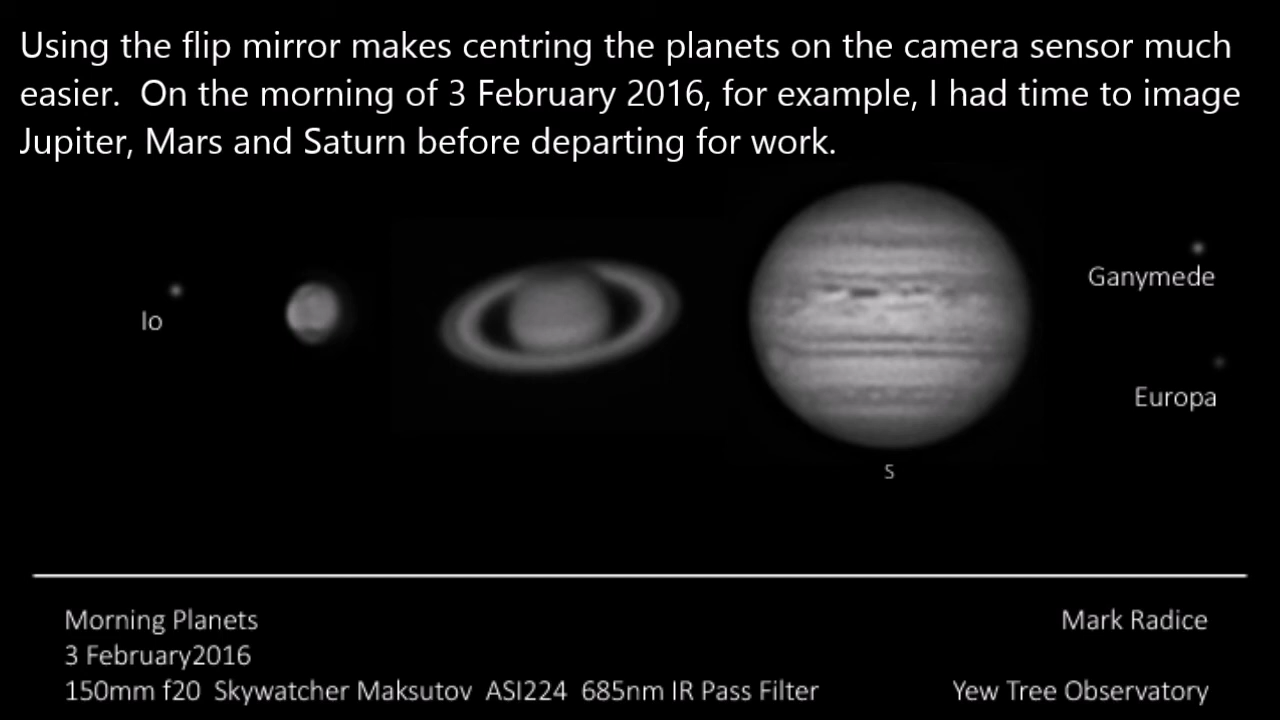 Using the flip mirror makes centring the planets on the camera sensor much
easier.  On the morning of 3 February 2016, for example, I had time to image
Jupiter, Mars and Saturn before departing for work.
Io
Ganymede
Europa
S
Morning Planets
Mark Radice
3 February2016
150mm f20  Skywatcher Maksutov  ASI224  685nm IR Pass Filter
Yew Tree Observatory